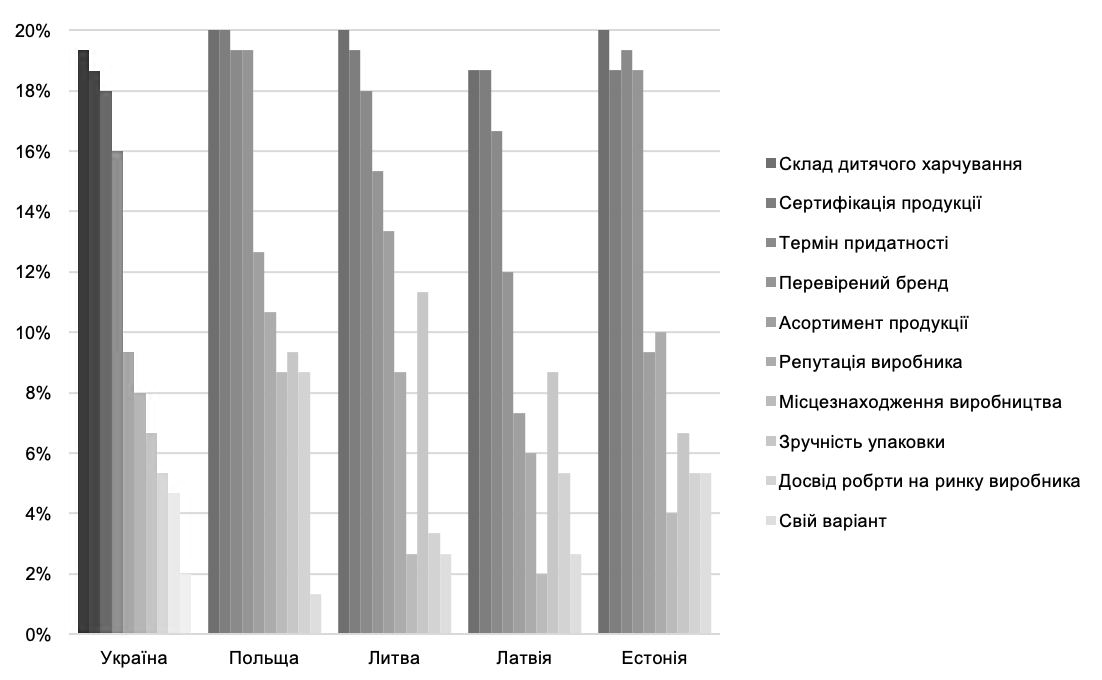 20%
18%
16%
14%
12%
10%
8%
6%
4%
2%
0%
Україна Польща Литва Латвія Естонія
Склад дитячого харчування
Сертифікація продукції
Термін придатності
Перевірений бренд
Асортимент продукції
Репутація виробника
Місцезнаходження виробництва
Зручність упаковки
Досвід робрти на ринку виробника
Свій варіант